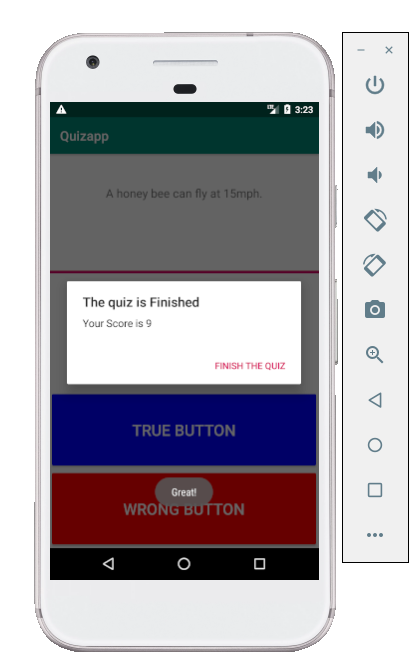 3:23
Quizapp
A honey bee can fly at 15mph.
The quiz is Finished
Your Score is 9
FINISH THE QUIZ
TRUE BUTTON
Great!
WRONG BUTTON